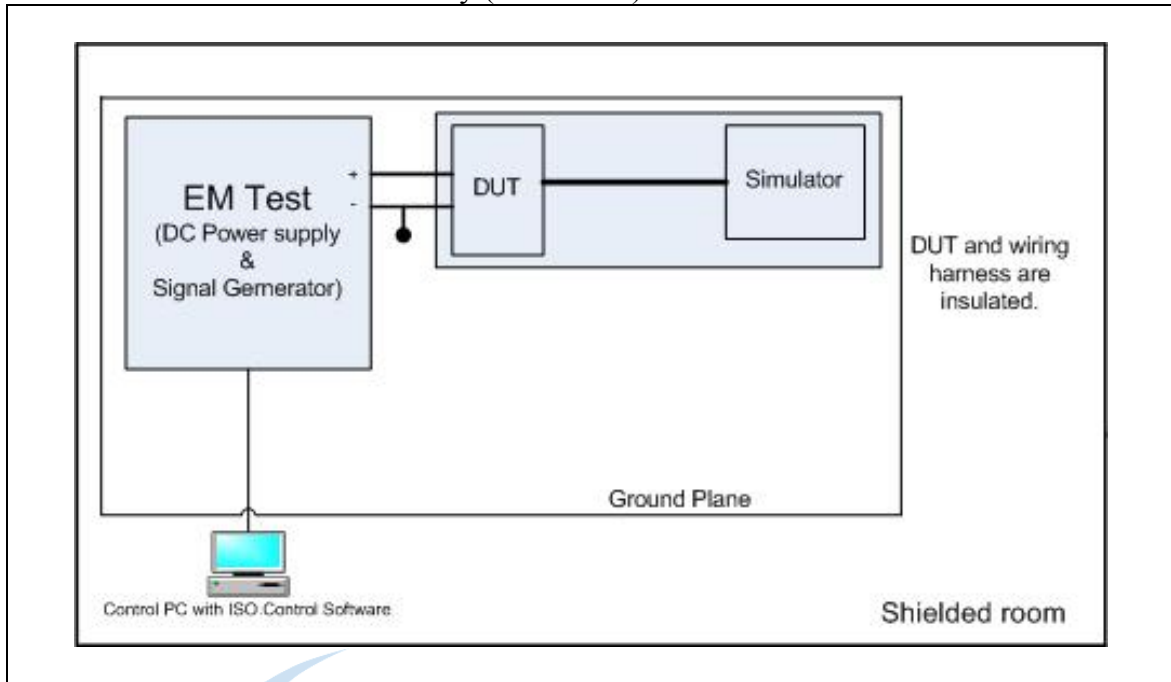 EM Test
(DC Power supply
&
Signal Gernerator)
+
-
DUT
Simulator
DUT and wiring
harness are
insulated.
Ground Plane
Control PC with ISO.Control Software
Shielded room